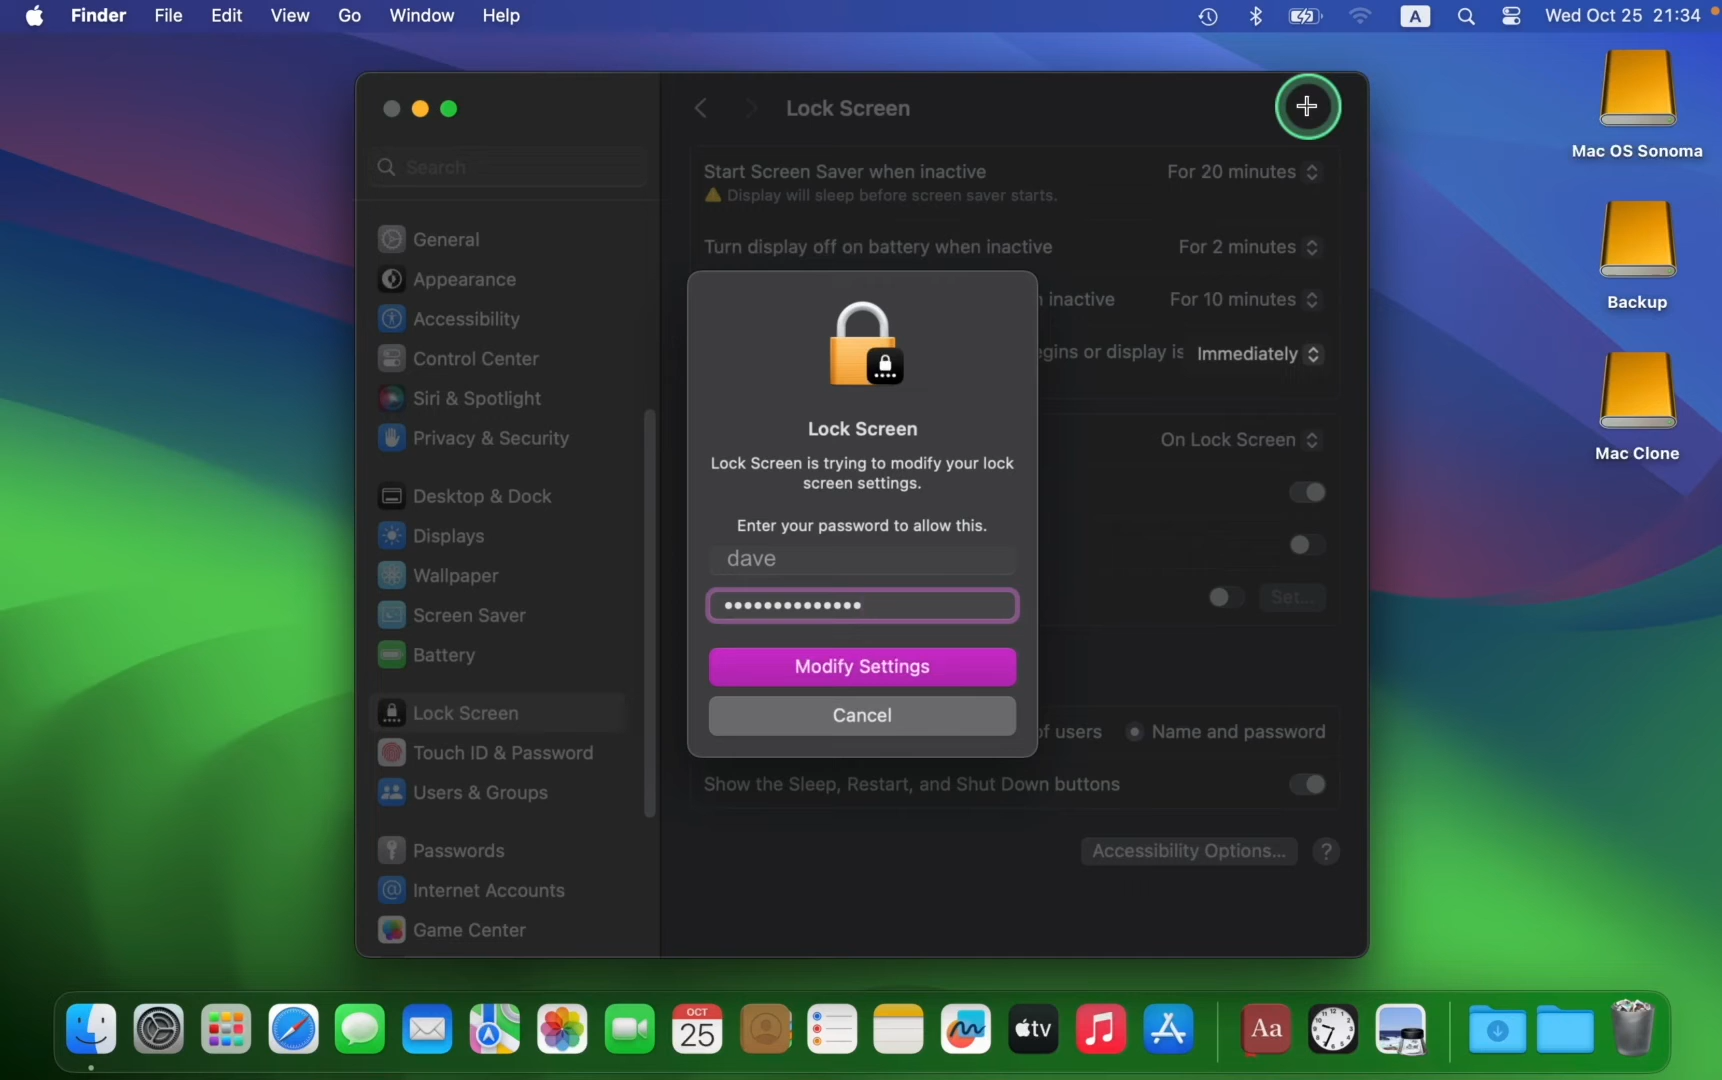 Finder File Edit View Go Window Help
A Wed Oct 25 21:34
Mac OS Sonoma
Backup
Mac Clone
Search
General
Appearance
Accessibility
Control Center
Siri & Spotlight
Privacy & Security
Desktop & Dock
Displays
Wallpaper
Screen Saver
Battery
Lock Screen
Touch ID & Password
Users & Groups
Passwords
Internet Accounts
Game Center
Lock Screen
Start Screen Saver when inactive For 20 minutes
Display will sleep before screen saver starts.
Turn display off on battery when inactive For 2 minutes
inactive For 10 minutes
or display is Immediately
On Lock Screen
Set...
of users Name and password
Show the Sleep, Restart, and Shut Down buttons
Accessibility Options... ?
Lock Screen
Lock Screen is trying to modify your lock
screen settings.
Enter your password to allow this.
dave
••••••••••••••
Modify Settings
Cancel
OCT
25
tv
Aa